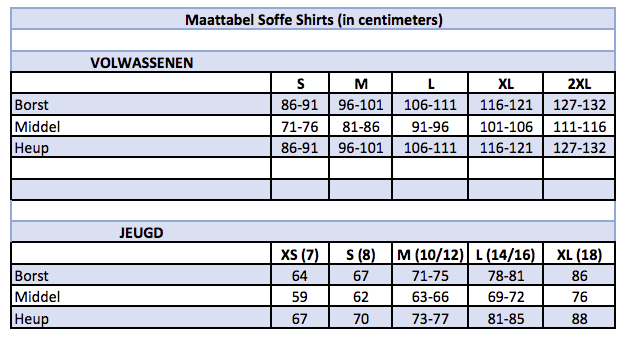 Maattabel Soffe Shirts (in centimeters)
VOLWASSENEN
S M L XL 2XL
Borst 86-91 96-101 106-111 116-121 127-132
Middel 71-76 81-86 91-96 101-106 111-116
Heup 86-91 96-101 106-111 116-121 127-132
JEUGD
XS (7) S (8) M (10/12) L (14/16) XL (18)
Borst 64 67 71-75 78-81 86
Middel 59 62 63-66 69-72 76
Heup 67 70 73-77 81-85 88